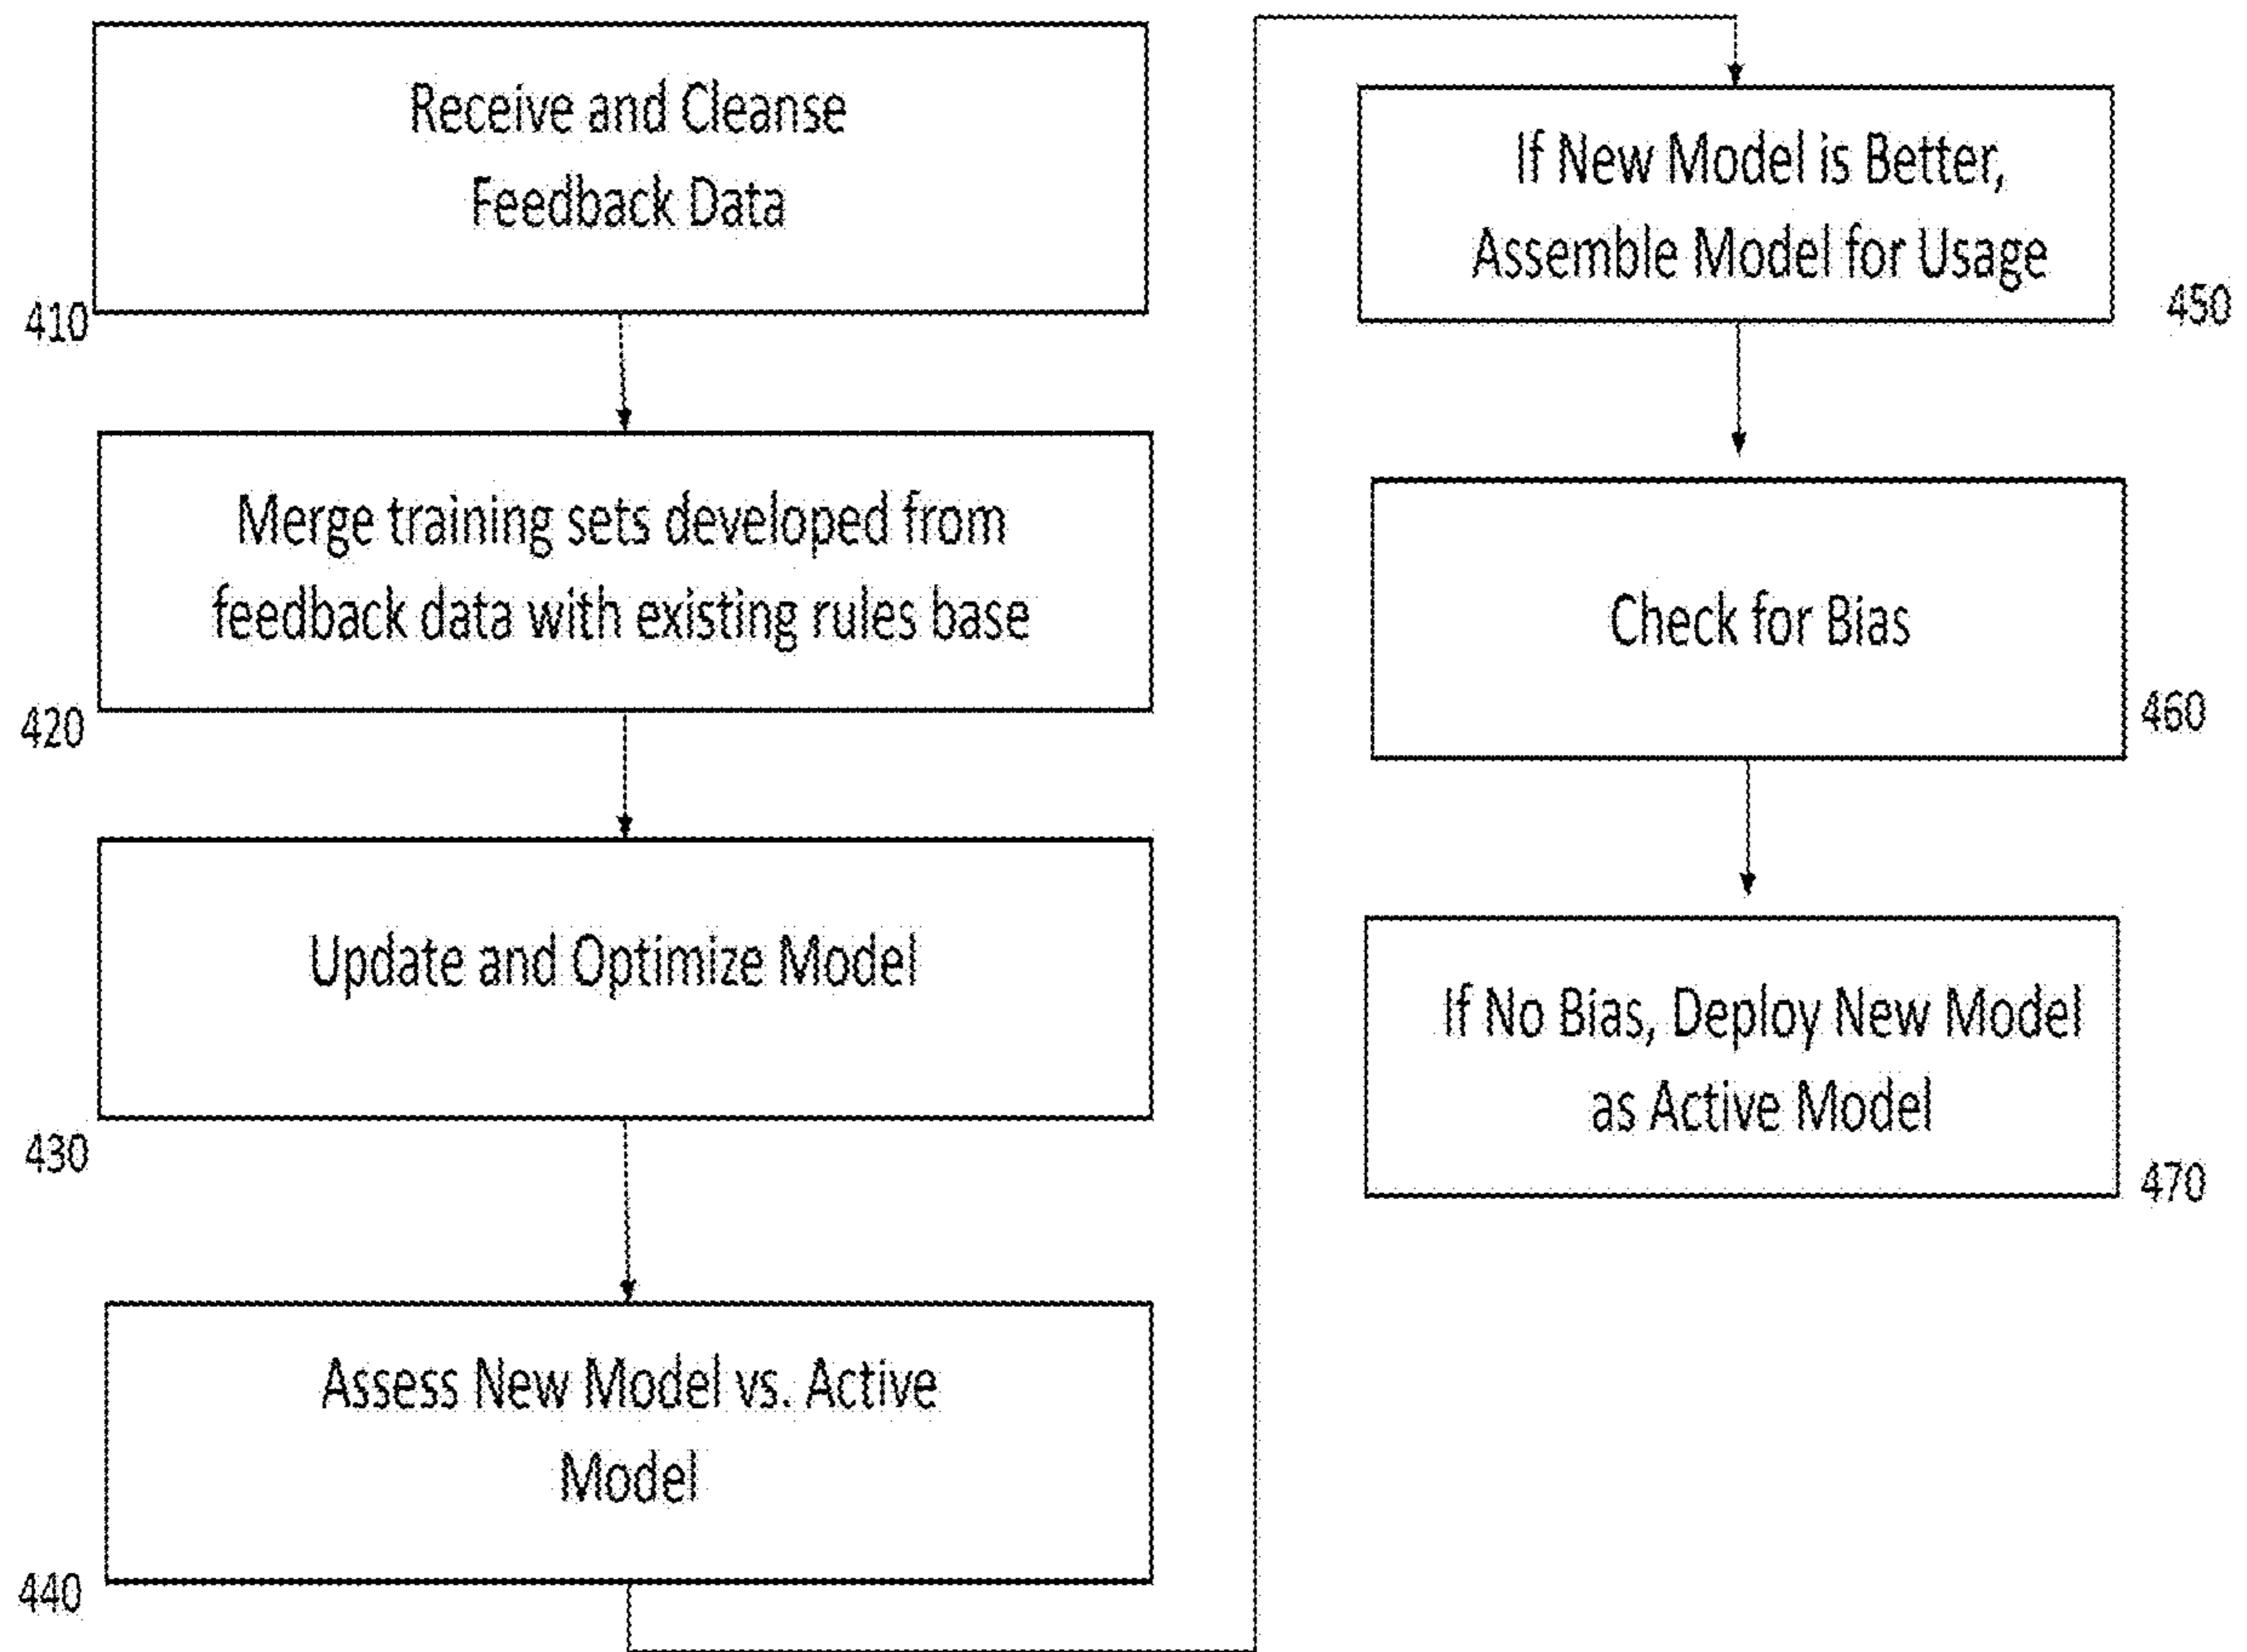 Receive and Cleanse
Feedback Data
410
Merge training sets developed from
feedback data with existing rules base
420
Update and Optimize Model
430
Assess New Model vs. Active
Model
440
If New Model is Better,
Assemble Model for Usage
450
Check for Bias
460
If No Bias, Deploy New Model
as Active Model
470